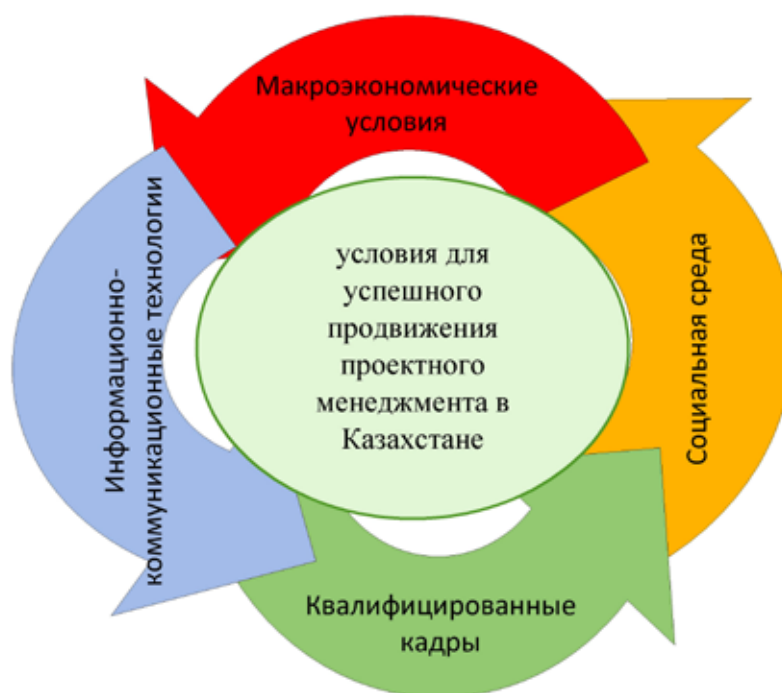 Макроэкономические
условия
условия для
успешного
продвижения
проектного
менеджмента в
Казахстане
Социальная среда
Квалифицированные
кадры
Информационно-
коммуникационные технологии